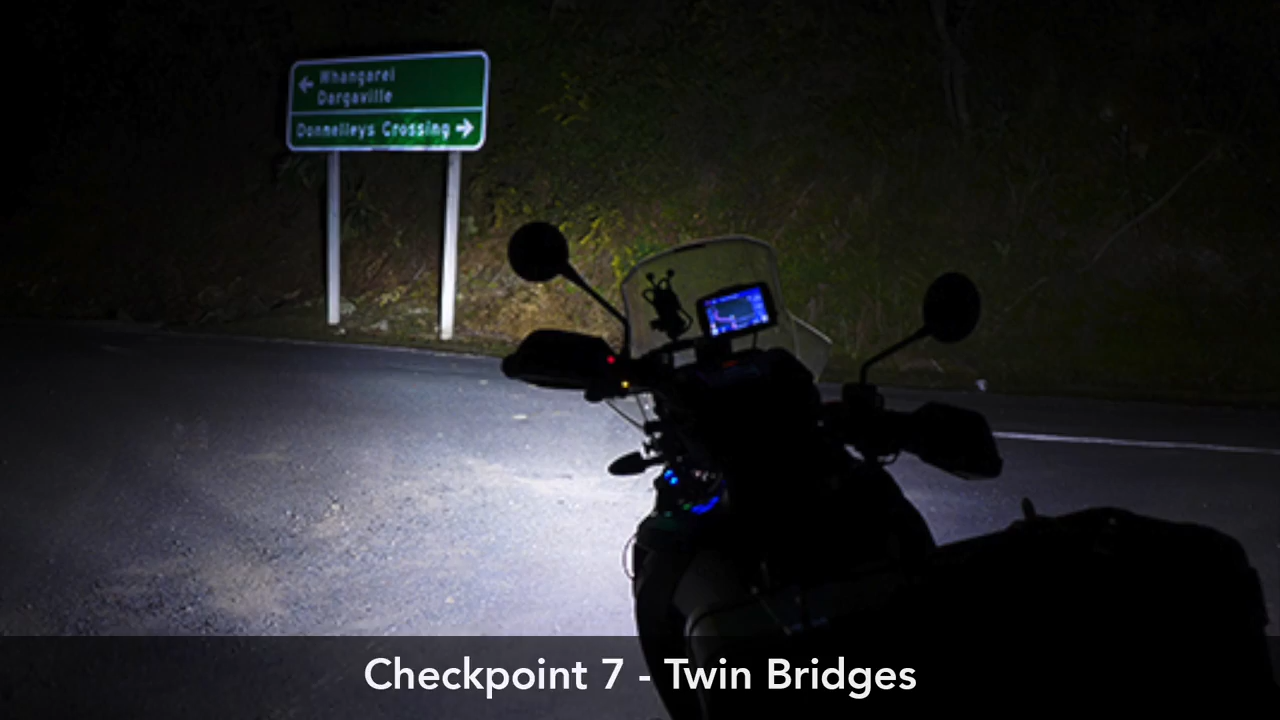 ← Whangarei
Dargaville
Donnelleys Crossing →
Checkpoint 7 - Twin Bridges